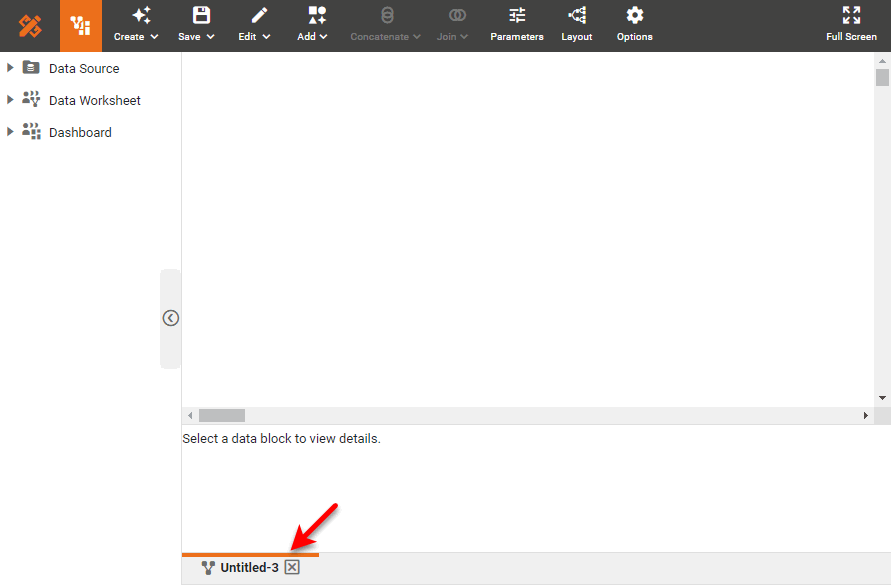 Create Save Edit Add Concatenate Join Parameters Layout Options Full Screen
Data Source
Data Worksheet
Dashboard
Select a data block to view details.
Untitled-3